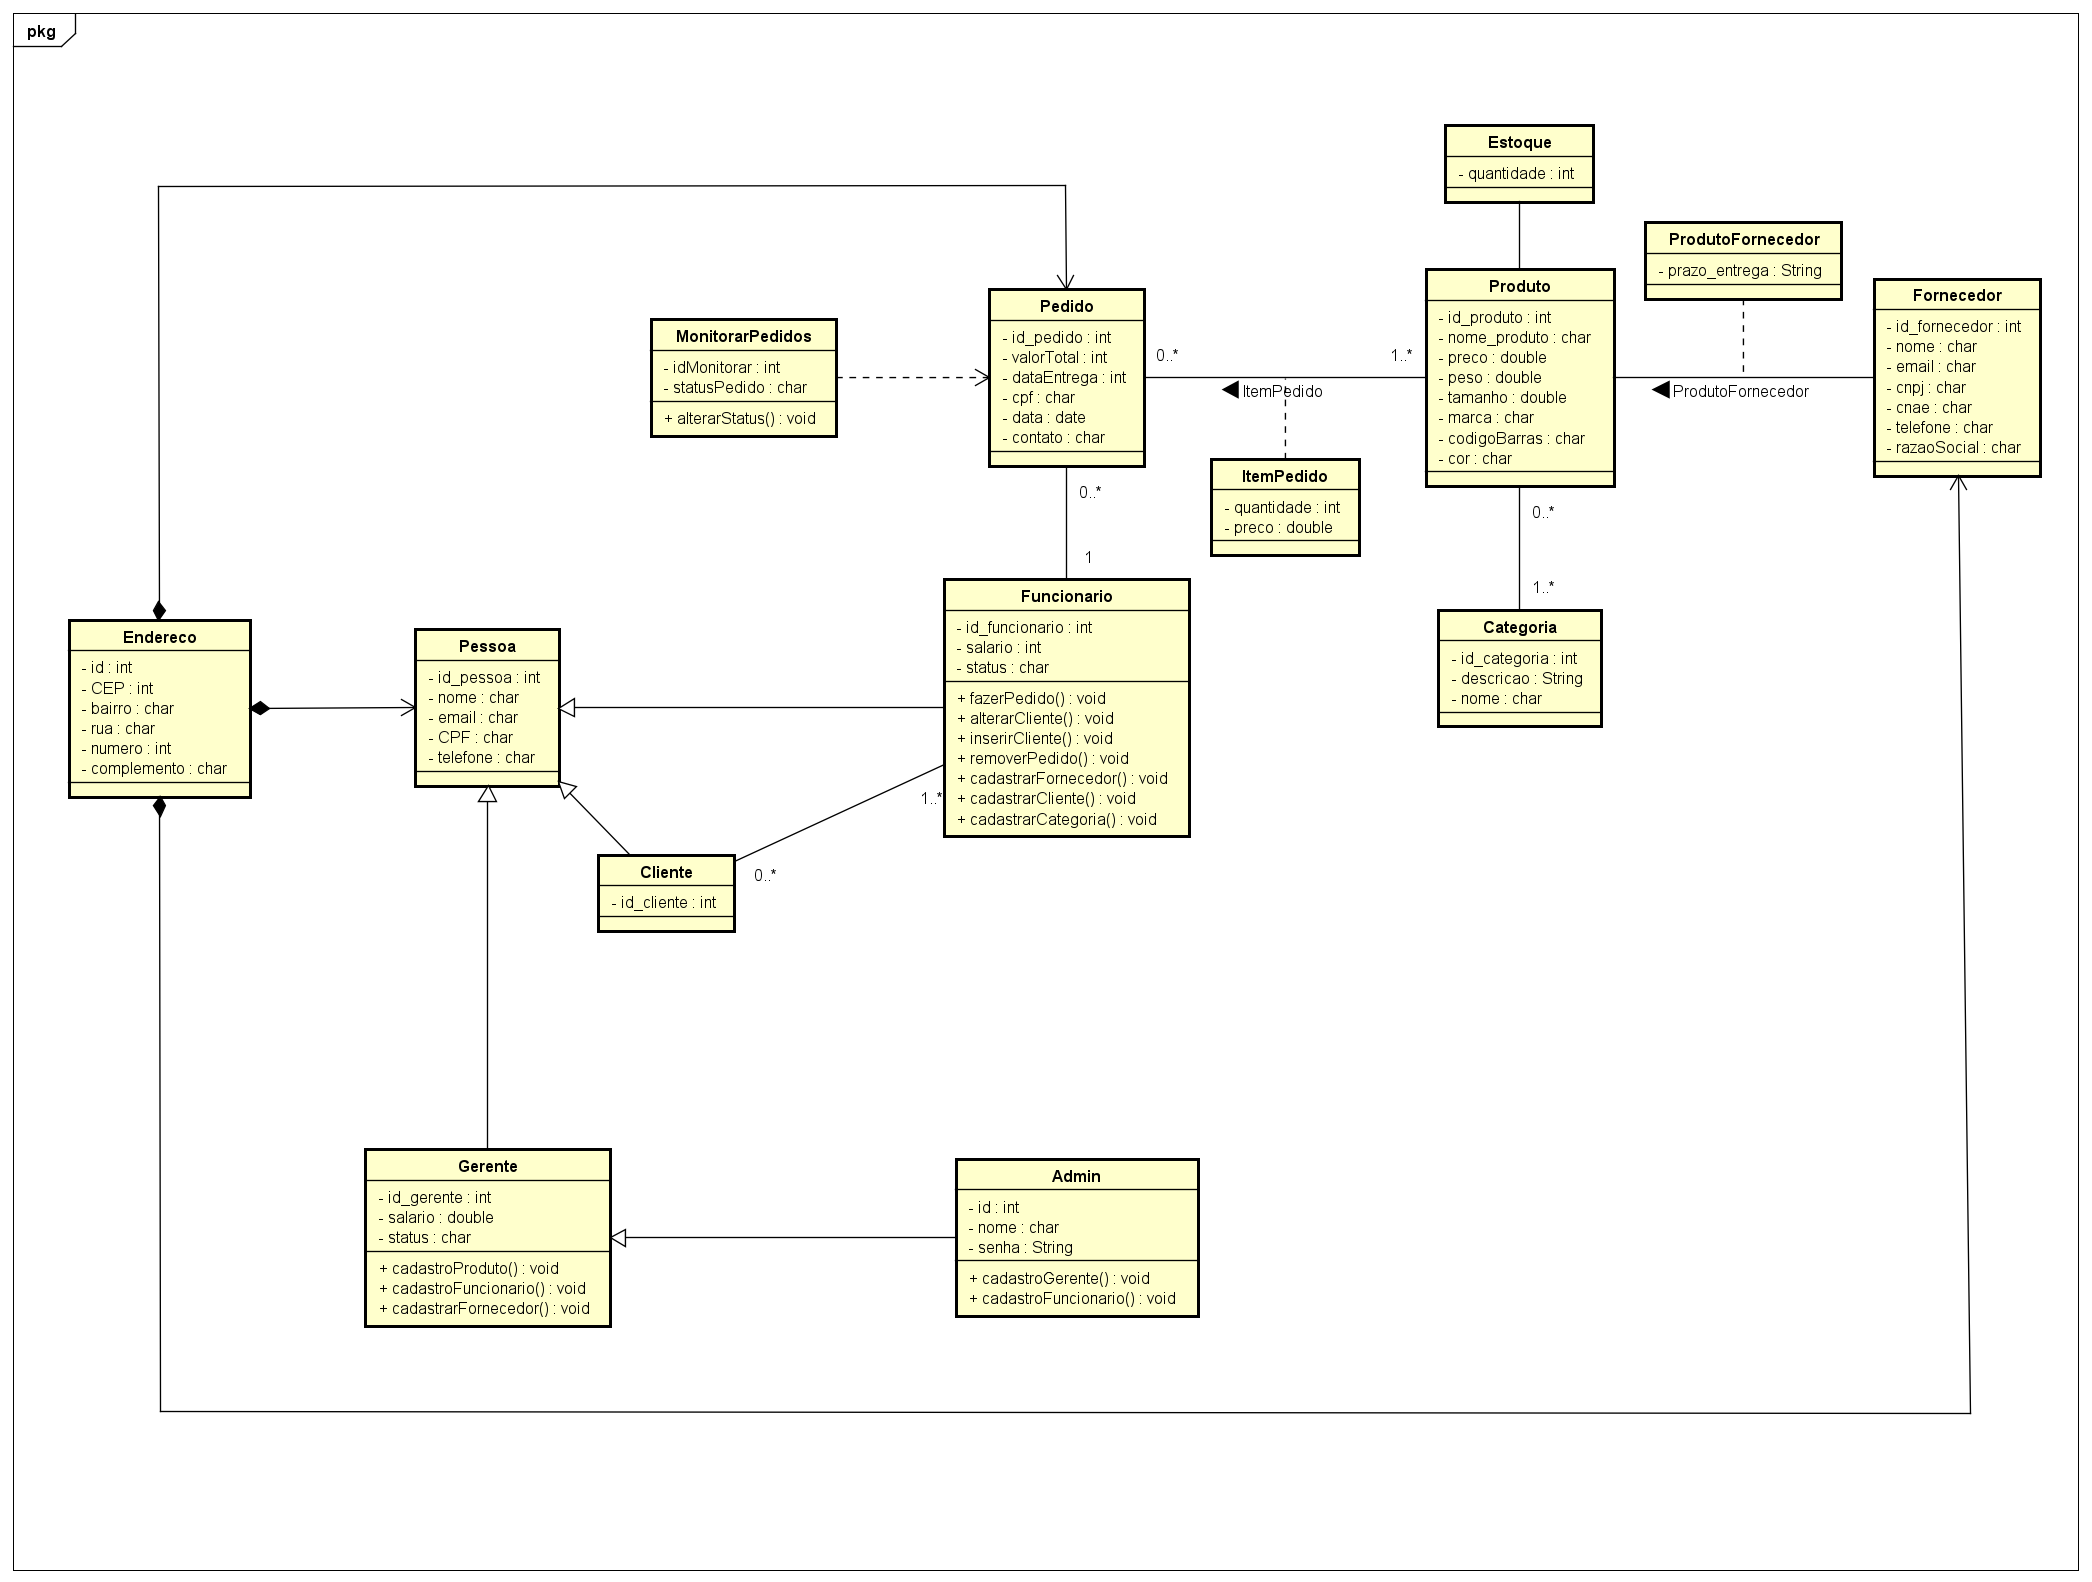 pkg
Estoque
- quantidade : int
ProdutoFornecedor
- prazo_entrega : String
Produto
- id_produto : int
- nome_produto : char
- preco : double
- peso : double
- tamanho : double
- marca : char
- codigoBarras : char
- cor : char
Fornecedor
- id_fornecedor : int
- nome : char
- email : char
- cnpj : char
- cnae : char
- telefone : char
- razaoSocial : char
ProdutoFornecedor
Pedido
- id_pedido : int
- valorTotal : int
- dataEntrega : int
- cpf : char
- data : date
- contato : char
MonitorarPedidos
- idMonitorar : int
- statusPedido : char
+ alterarStatus() : void
0..*
1..*
ItemPedido
ItemPedido
- quantidade : int
- preco : double
0..*
1
0..*
1..*
Funcionario
- id_funcionario : int
- salario : int
- status : char
+ fazerPedido() : void
+ alterarCliente() : void
+ inserirCliente() : void
+ removerPedido() : void
+ cadastrarFornecedor() : void
+ cadastrarCliente() : void
+ cadastrarCategoria() : void
Categoria
- id_categoria : int
- descricao : String
- nome : char
Endereco
- id : int
- CEP : int
- bairro : char
- rua : char
- numero : int
- complemento : char
Pessoa
- id_pessoa : int
- nome : char
- email : char
- CPF : char
- telefone : char
1..*
0..*
Cliente
- id_cliente : int
Gerente
- id_gerente : int
- salario : double
- status : char
+ cadastroProduto() : void
+ cadastroFuncionario() : void
+ cadastrarFornecedor() : void
Admin
- id : int
- nome : char
- senha : String
+ cadastroGerente() : void
+ cadastroFuncionario() : void